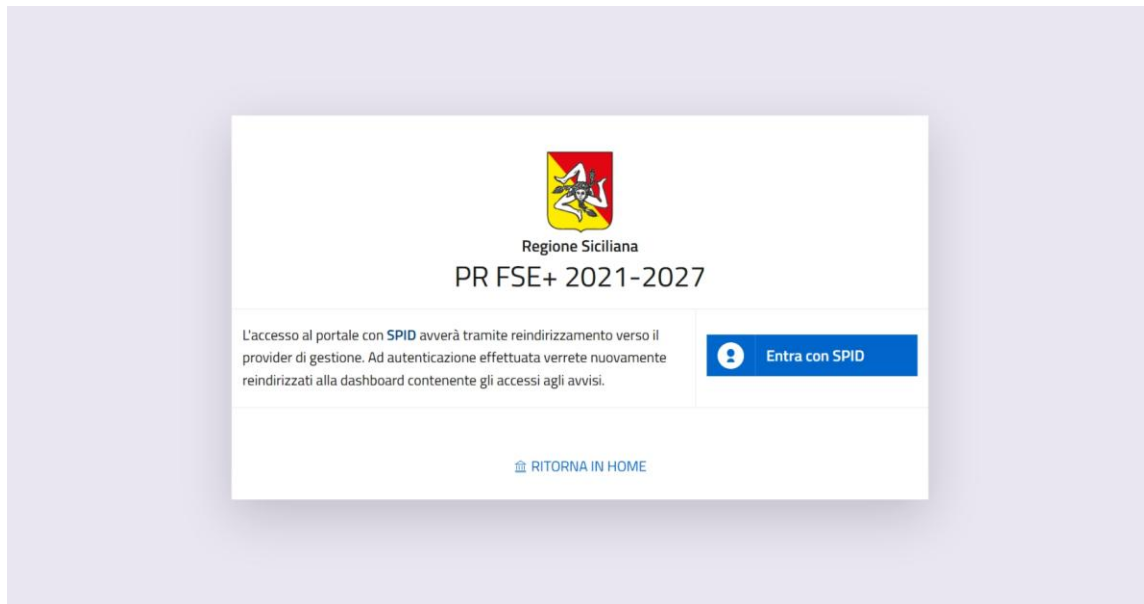 Regione Siciliana
PR FSE+ 2021-2027
L'accesso al portale con SPID avverà tramite reindirizzamento verso il
provider di gestione. Ad autenticazione effettuata verrete nuovamente
reindirizzati alla dashboard contenente gli accessi agli avvisi.
Entra con SPID
RITORNA IN HOME